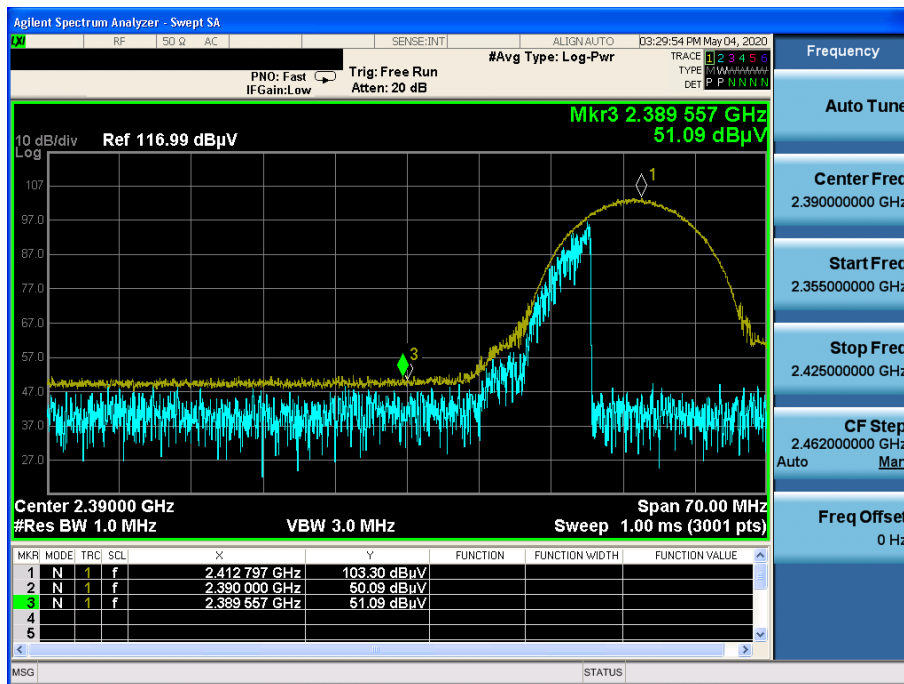 Agilent Spectrum Analyzer - Swept SA
LXI RF 50 Ω AC SENSE:INT ALIGN AUTO 03:29:54 PM May 04, 2020
#Avg Type: Log-Pwr TRACE 1 2 3 4 5 6
PNO: Fast Trig: Free Run TYPE M W W W W W
IFGain:Low Atten: 20 dB DET P P N N N N
Mkr3 2.389 557 GHz
51.09 dBµV
10 dB/div Ref 116.99 dBµV
Log
107
97.0
87.0
77.0
67.0
57.0
47.0
37.0
27.0
1
3
Center 2.39000 GHz Span 70.00 MHz
#Res BW 1.0 MHz VBW 3.0 MHz Sweep 1.00 ms (3001 pts)
MKR MODE TRC SCL X Y FUNCTION FUNCTION WIDTH FUNCTION VALUE
1 N 1 f 2.412 797 GHz 103.30 dBµV
2 N 1 f 2.390 000 GHz 50.09 dBµV
3 N 1 f 2.389 557 GHz 51.09 dBµV
4
5
MSG STATUS
Frequency
Auto Tune
Center Freq
2.390000000 GHz
Start Freq
2.355000000 GHz
Stop Freq
2.425000000 GHz
CF Step
2.462000000 GHz
Auto Man
Freq Offset
0 Hz